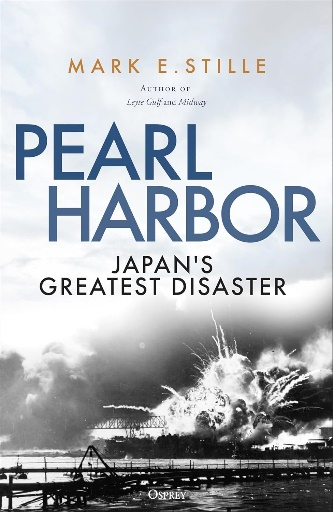 MARK E. STILLE
AUTHOR OF
Leyte Gulf and Midway
PEARL
HARBOR
JAPAN'S
GREATEST DISASTER
OSPREY